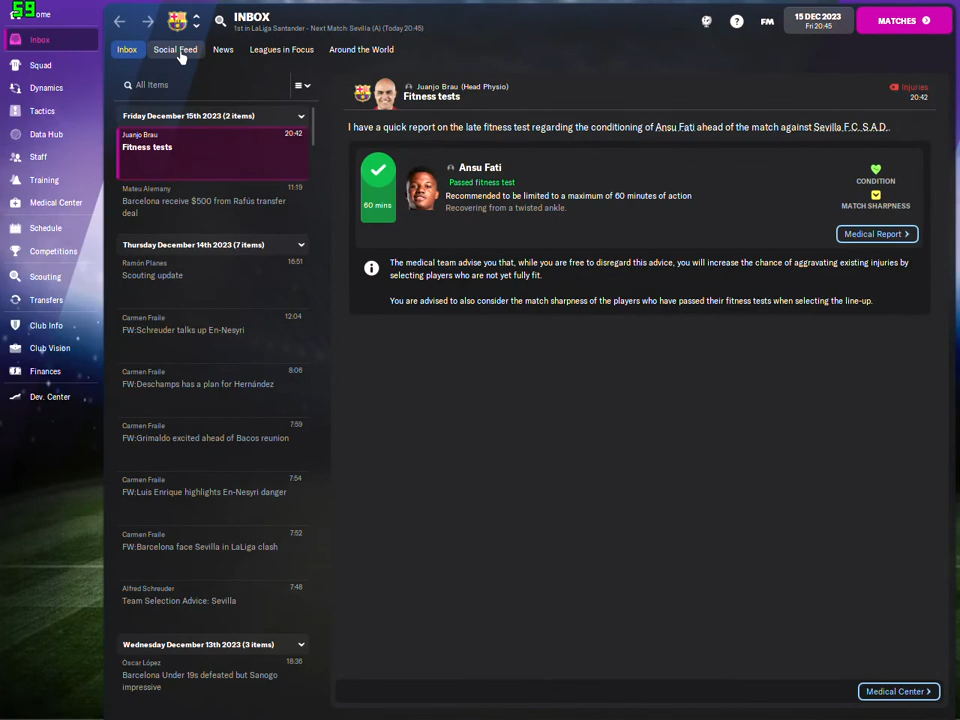 59
Home
Inbox
Squad
Dynamics
Tactics
Data Hub
Staff
Training
Medical Center
Schedule
Competitions
Scouting
Transfers
Club Info
Club Vision
Finances
Dev. Center
INBOX
1st in LaLiga Santander - Next Match: Sevilla (A) (Today 20:45)
FM
15 DEC 2023
Fri 20:45
MATCHES
Inbox
Social Feed
News
Leagues in Focus
Around the World
All Items
Friday December 15th 2023 (2 items)
Juanjo Brau 20:42
Fitness tests
Mateu Alemany 11:19
Barcelona receive $500 from Rafús transfer
deal
Thursday December 14th 2023 (7 items)
Ramón Planes 16:51
Scouting update
Carmen Fraile 12:04
FW:Schreuder talks up En-Nesyri
Carmen Fraile 8:06
FW:Deschamps has a plan for Hernández
Carmen Fraile 7:59
FW:Grimaldo excited ahead of Bacos reunion
Carmen Fraile 7:54
FW:Luis Enrique highlights En-Nesyri danger
Carmen Fraile 7:52
FW:Barcelona face Sevilla in LaLiga clash
Alfred Schreuder 7:48
Team Selection Advice: Sevilla
Wednesday December 13th 2023 (3 items)
Óscar López 18:36
Barcelona Under 19s defeated but Sanogo
impressive
Juanjo Brau (Head Physio)
Fitness tests
Injuries
20:42
I have a quick report on the late fitness test regarding the conditioning of Ansu Fati ahead of the match against Sevilla F.C. S.A.D..
60 mins
Ansu Fati
Passed fitness test
Recommended to be limited to a maximum of 60 minutes of action
Recovering from a twisted ankle.
CONDITION
MATCH SHARPNESS
Medical Report
The medical team advise you that, while you are free to disregard this advice, you will increase the chance of aggravating existing injuries by
selecting players who are not yet fully fit.
You are advised to also consider the match sharpness of the players who have passed their fitness tests when selecting the line-up.
Medical Center